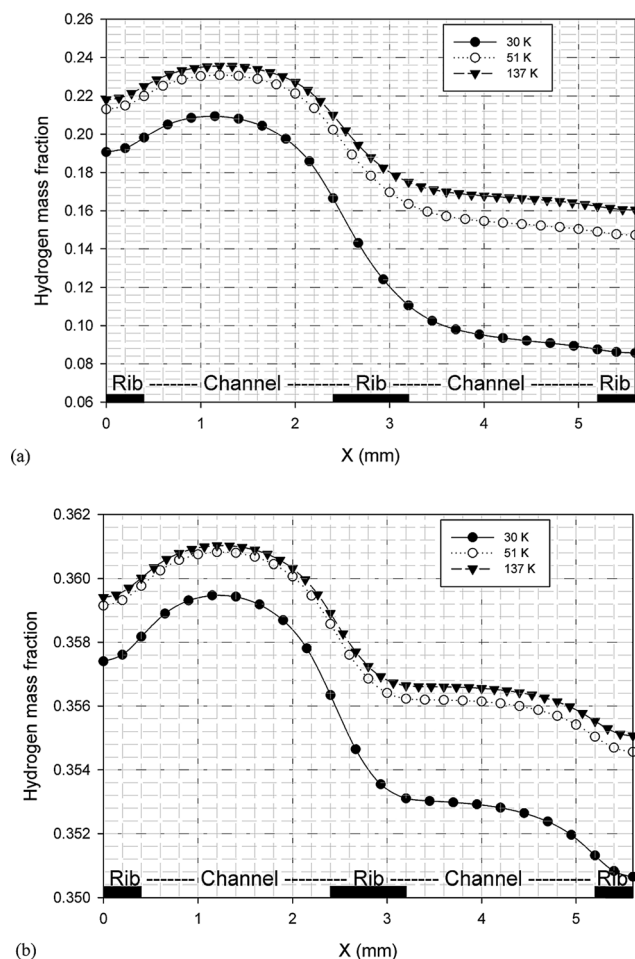 0.26
0.24
0.22
0.20
0.18
0.16
0.14
0.12
0.10
0.08
0.06
Hydrogen mass fraction
30 K
51 K
137 K
Rib Channel Rib Channel Rib
0 1 2 3 4 5
X (mm)
(a)
0.362
0.360
0.358
0.356
0.354
0.352
0.350
Hydrogen mass fraction
30 K
51 K
137 K
Rib Channel Rib Channel Rib
0 1 2 3 4 5
X (mm)
(b)